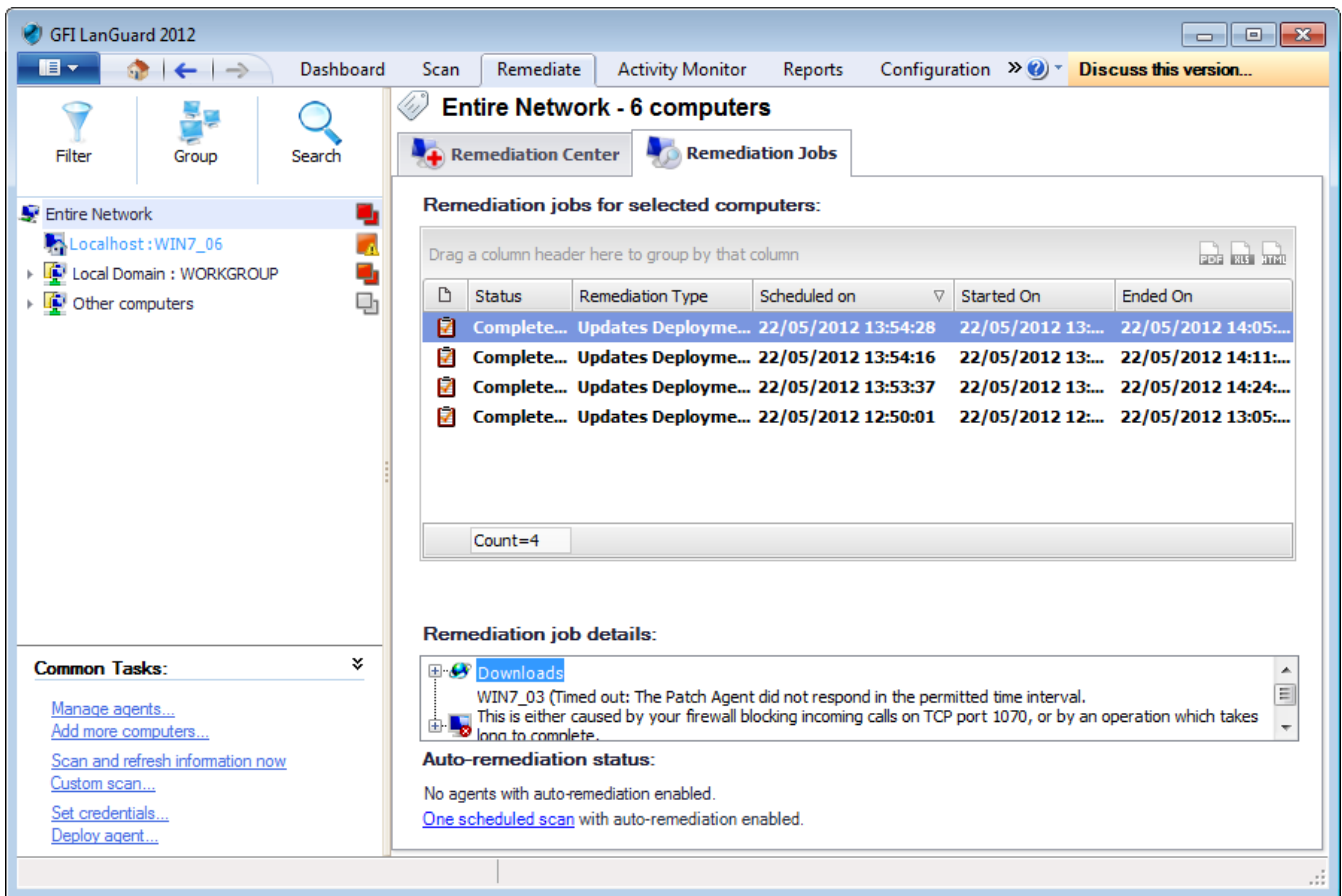 GFI LanGuard 2012
Dashboard Scan Remediate Activity Monitor Reports Configuration » Discuss this version...
Filter Group Search
Entire Network
Localhost : WIN7_06
Local Domain : WORKGROUP
Other computers
Common Tasks:
Manage agents...
Add more computers...
Scan and refresh information now
Custom scan...
Set credentials...
Deploy agent...
Entire Network - 6 computers
Remediation Center Remediation Jobs
Remediation jobs for selected computers:
Drag a column header here to group by that column PDF XLS HTML
Status Remediation Type Scheduled on Started On Ended On
Complete... Updates Deployme... 22/05/2012 13:54:28 22/05/2012 13:... 22/05/2012 14:05:...
Complete... Updates Deployme... 22/05/2012 13:54:16 22/05/2012 13:... 22/05/2012 14:11:...
Complete... Updates Deployme... 22/05/2012 13:53:37 22/05/2012 13:... 22/05/2012 14:24:...
Complete... Updates Deployme... 22/05/2012 12:50:01 22/05/2012 12:... 22/05/2012 13:05:...
Count=4
Remediation job details:
Downloads
WIN7_03 (Timed out: The Patch Agent did not respond in the permitted time interval.
This is either caused by your firewall blocking incoming calls on TCP port 1070, or by an operation which takes
long to complete.
Auto-remediation status:
No agents with auto-remediation enabled.
One scheduled scan with auto-remediation enabled.